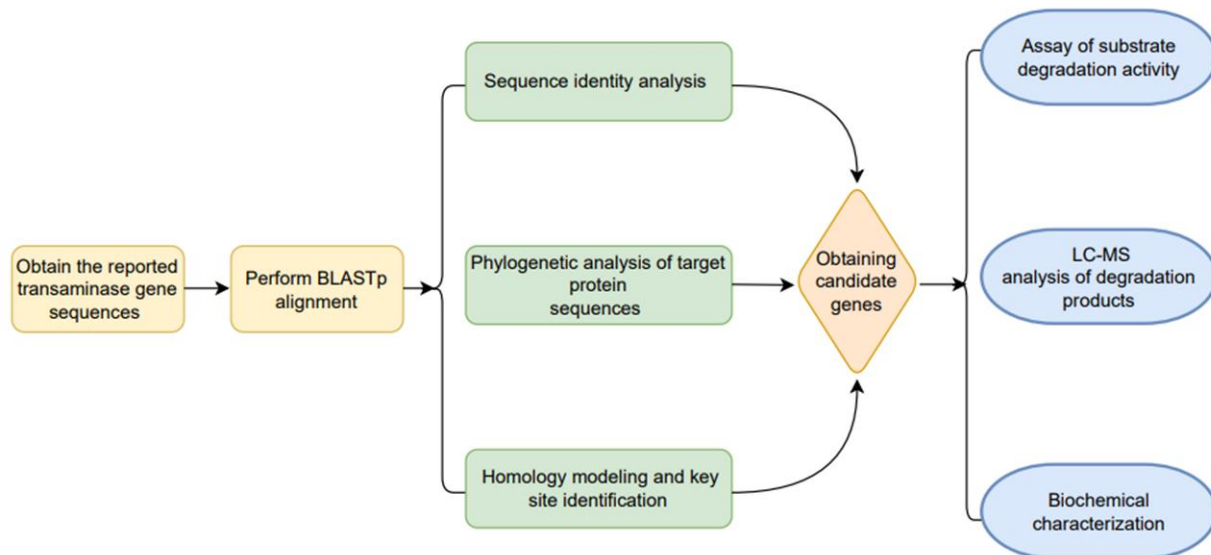 Obtain the reported
transaminase gene
sequences
Perform BLASTp
alignment
Sequence identity analysis
Phylogenetic analysis of target
protein
sequences
Homology modeling and key
site identification
Obtaining
candidate
genes
Assay of substrate
degradation activity
LC-MS
analysis of degradation
products
Biochemical
characterization